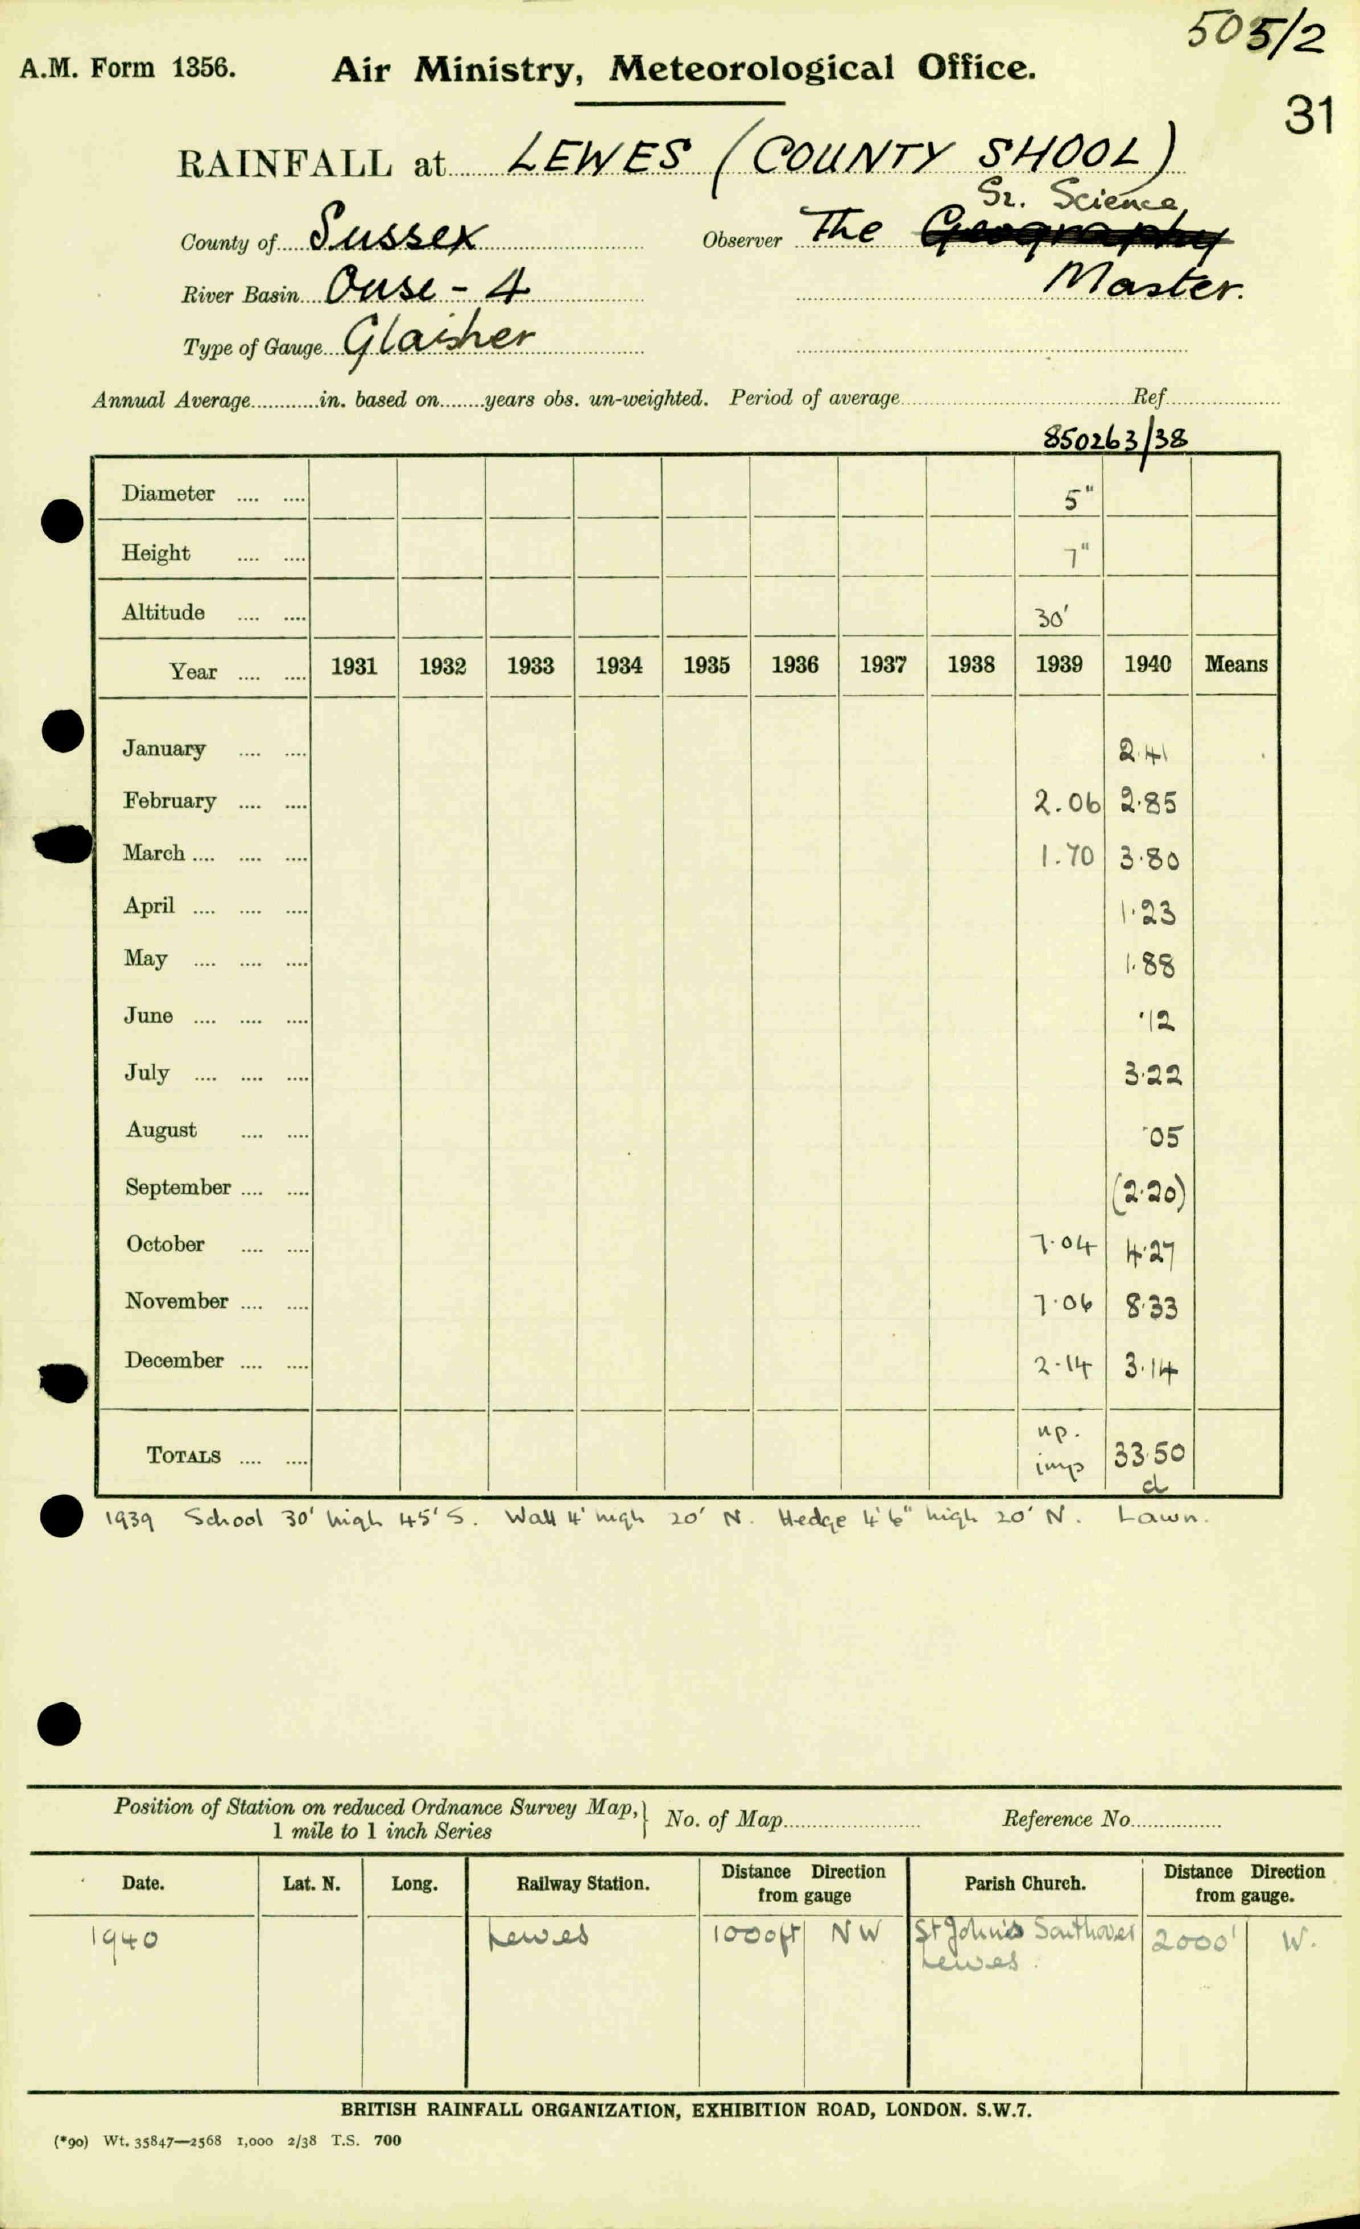 505/2
A.M. Form 1356. Air Ministry, Meteorological Office.
31
RAINFALL at LEWES (COUNTY SHOOL)
Sr. Science
County of Sussex Observer The Geography
River Basin Ouse - 4 Master.
Type of Gauge Glaisher
Annual Average in. based on years obs. un-weighted. Period of average Ref
850263/38
Diameter 5"
Height 7"
Altitude 30'
Year 1931 1932 1933 1934 1935 1936 1937 1938 1939 1940 Means
January 2.41
February 2.06 2.85
March 1.70 3.80
April 1.23
May 1.88
June .12
July 3.22
August .05
September (2.20)
October 7.04 4.27
November 7.06 8.33
December 2.14 3.14
TOTALS np. imp 33.50
d
1939 School 30' high 45' S. Wall 4' high 20' N. Hedge 4'6" high 20' N. Lawn.
Position of Station on reduced Ordnance Survey Map, } No. of Map Reference No.
1 mile to 1 inch Series
Date. Lat. N. Long. Railway Station. Distance Direction from gauge Parish Church. Distance Direction from gauge.
1940 Lewes 1000ft NW St John's Southover 2000' W.
Lewes.
BRITISH RAINFALL ORGANIZATION, EXHIBITION ROAD, LONDON. S.W.7.
(*90) Wt. 35847—2568 1,000 2/38 T.S. 700